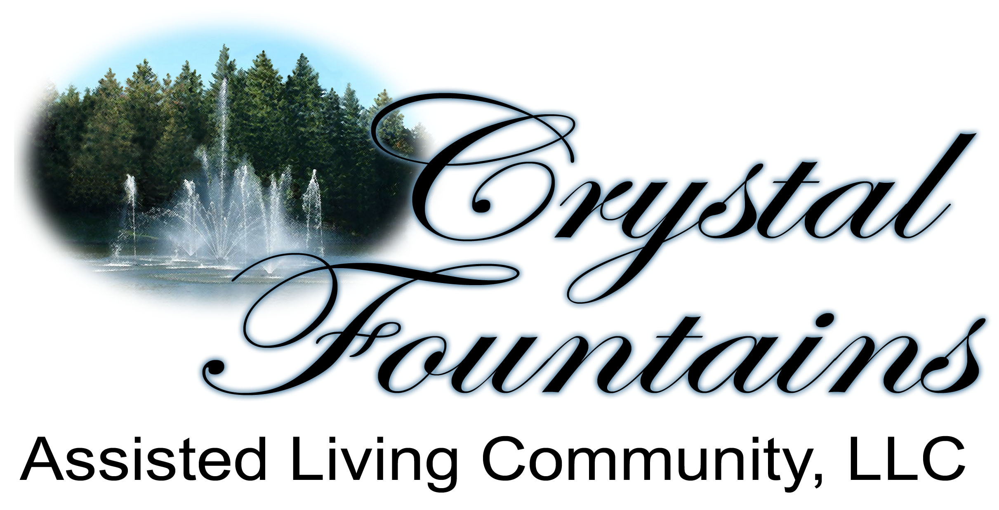 Crystal
Fountains
Assisted Living Community, LLC